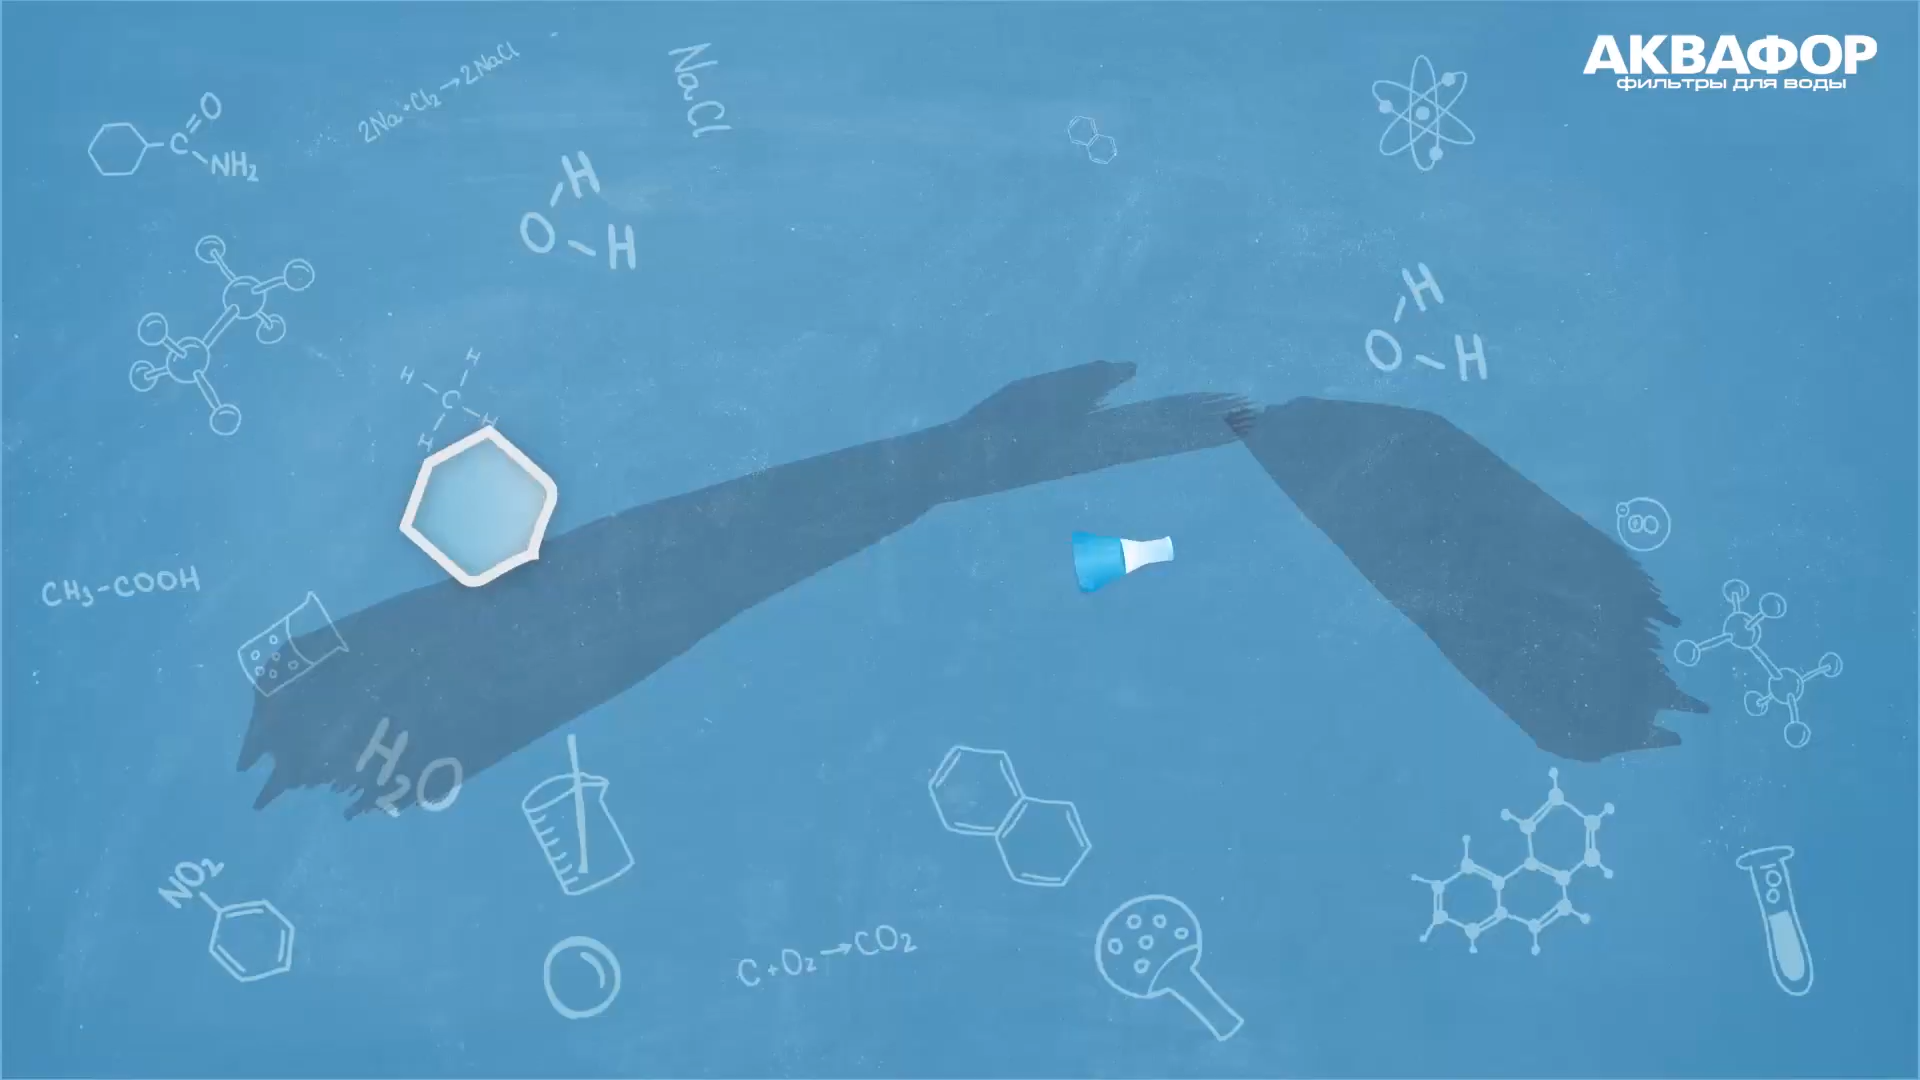 АКВАФОР
фильтры для воды
2Na+Cl₂→2NaCl
NaCl
C=O
NH₂
H
O-H
H
O-H
H
H
C
H
H
CH₃-COOH
H₂O
NO₂
C+O₂→CO₂